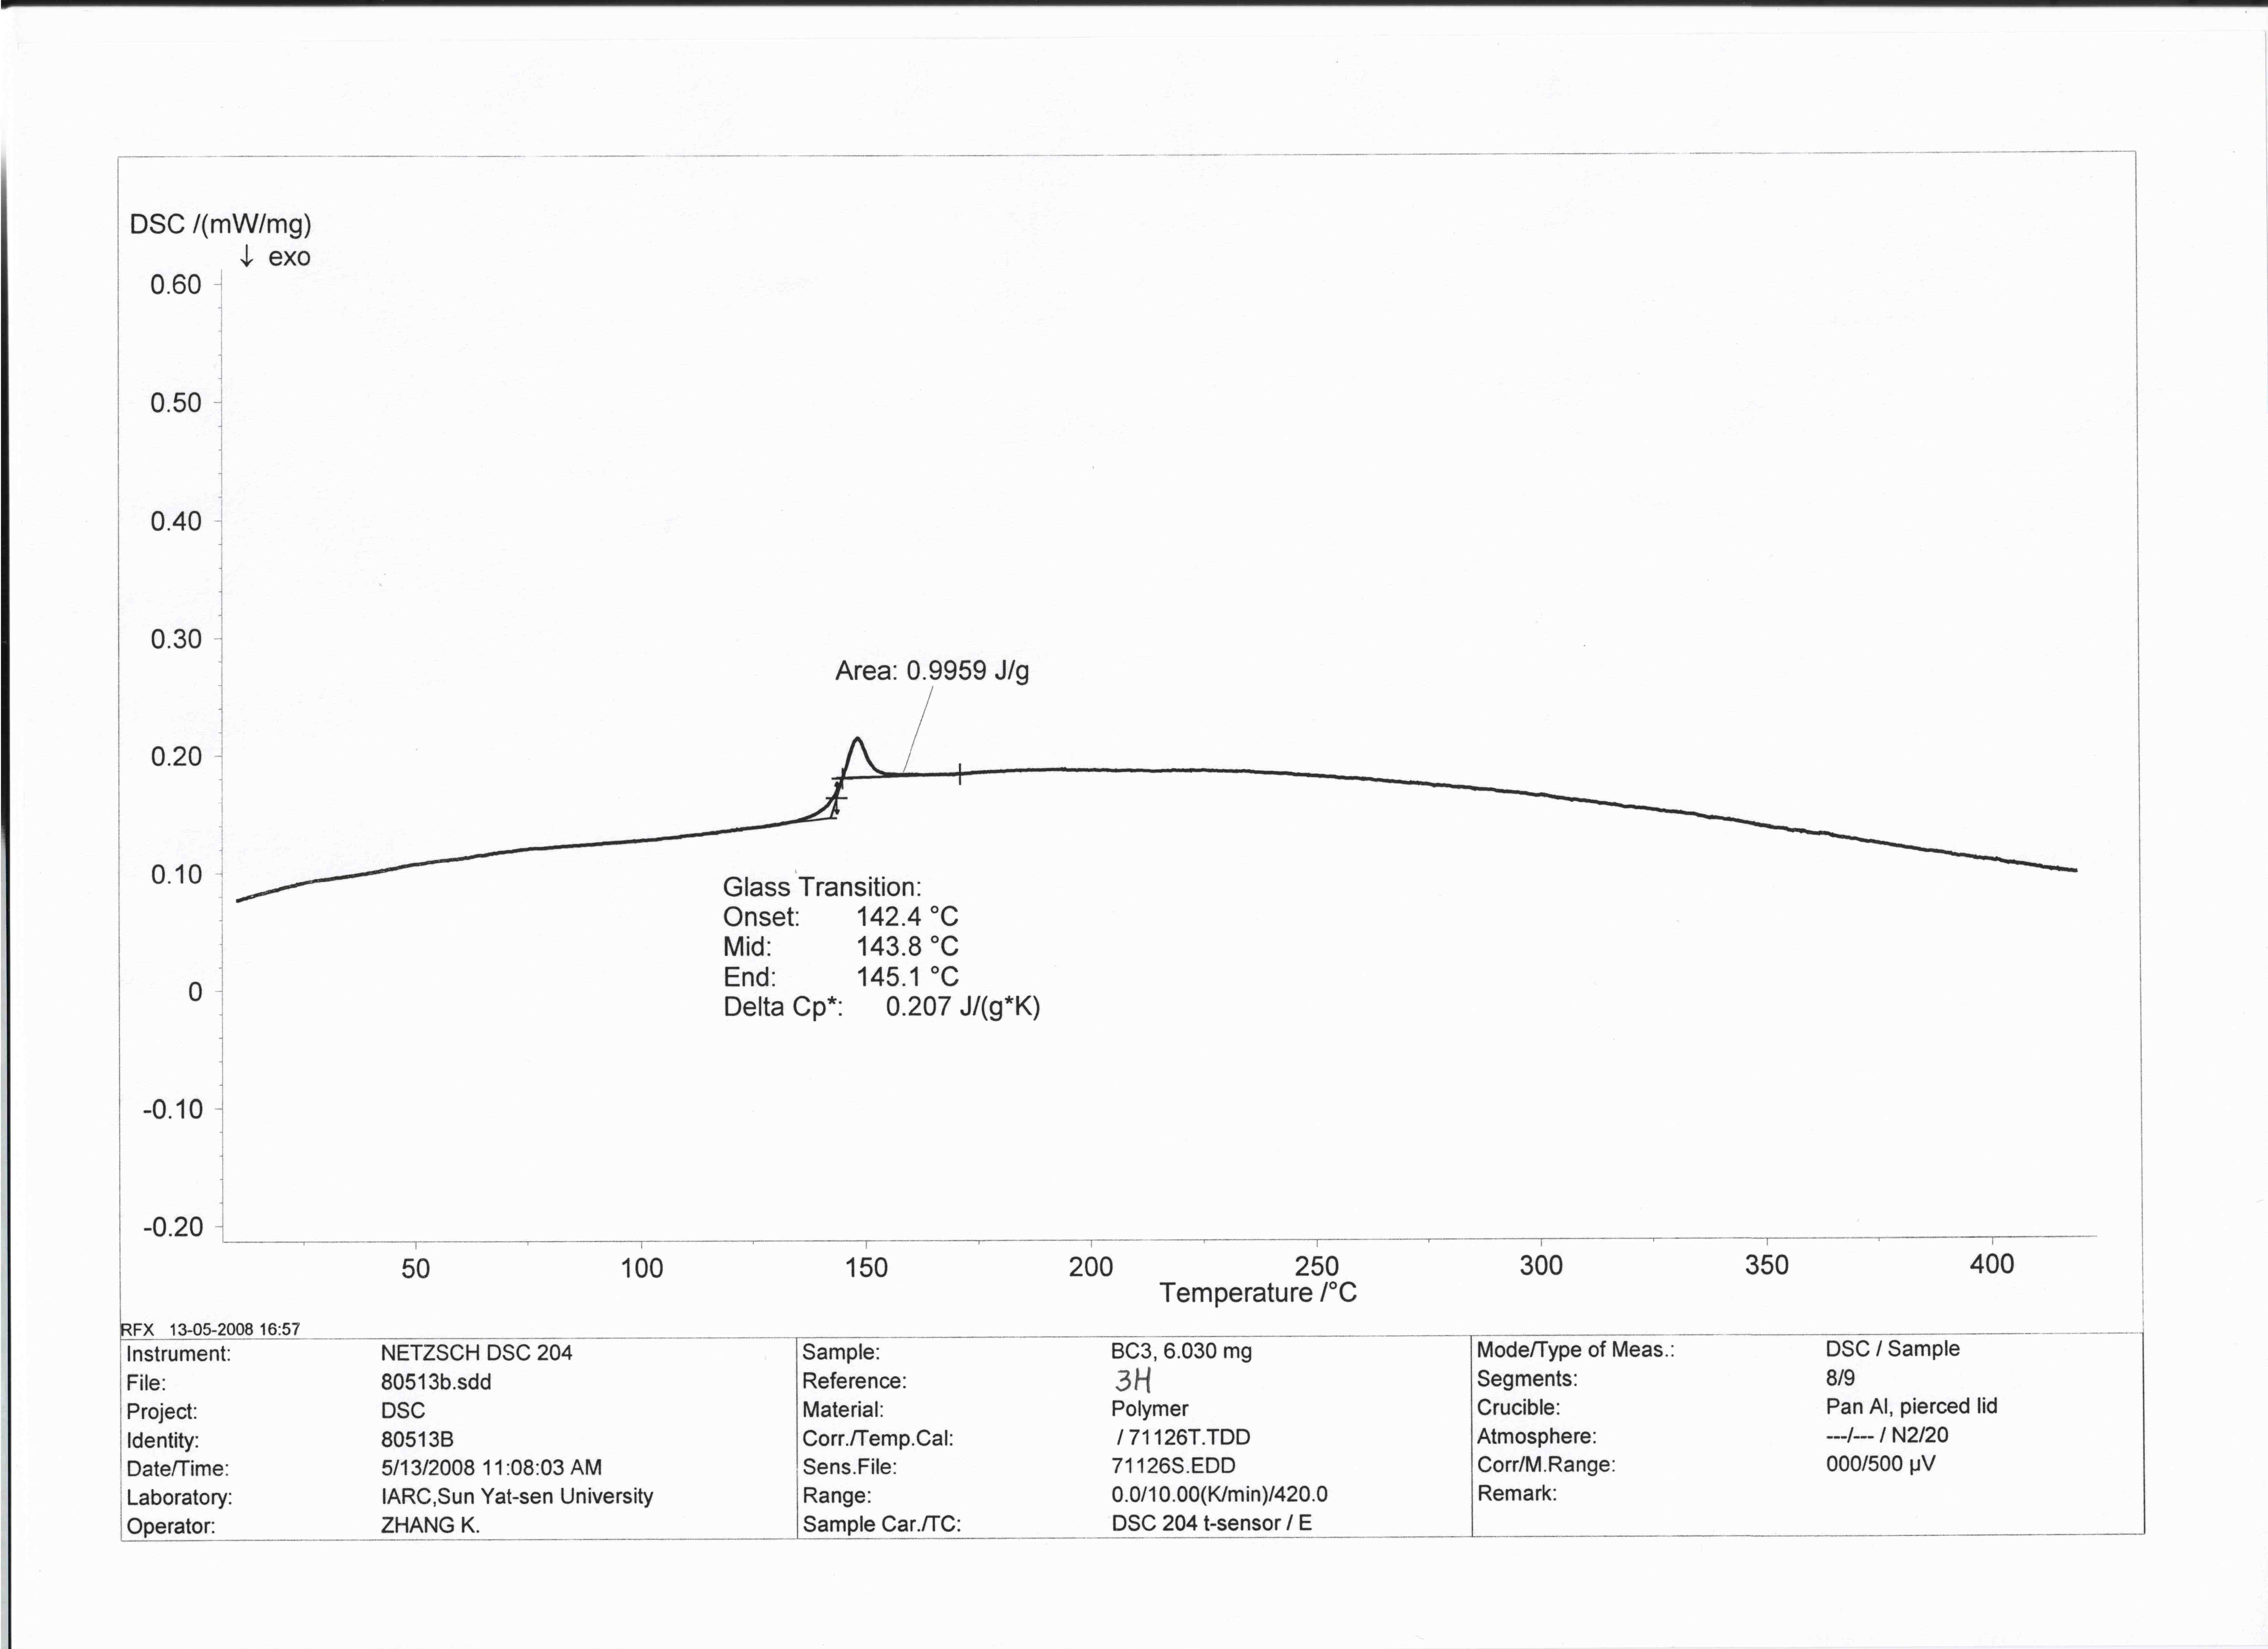 DSC /(mW/mg)
↓ exo
0.60
0.50
0.40
0.30
0.20
0.10
0
-0.10
-0.20
Area: 0.9959 J/g
Glass Transition:
Onset: 142.4 °C
Mid: 143.8 °C
End: 145.1 °C
Delta Cp*: 0.207 J/(g*K)
50 100 150 200 250 300 350 400
Temperature /°C
RFX 13-05-2008 16:57
Instrument: NETZSCH DSC 204
File: 80513b.sdd
Project: DSC
Identity: 80513B
Date/Time: 5/13/2008 11:08:03 AM
Laboratory: IARC,Sun Yat-sen University
Operator: ZHANG K.
Sample: BC3, 6.030 mg
Reference: 3H
Material: Polymer
Corr./Temp.Cal: / 71126T.TDD
Sens.File: 71126S.EDD
Range: 0.0/10.00(K/min)/420.0
Sample Car./TC: DSC 204 t-sensor / E
Mode/Type of Meas.: DSC / Sample
Segments: 8/9
Crucible: Pan Al, pierced lid
Atmosphere: ---/--- / N2/20
Corr/M.Range: 000/500 µV
Remark: